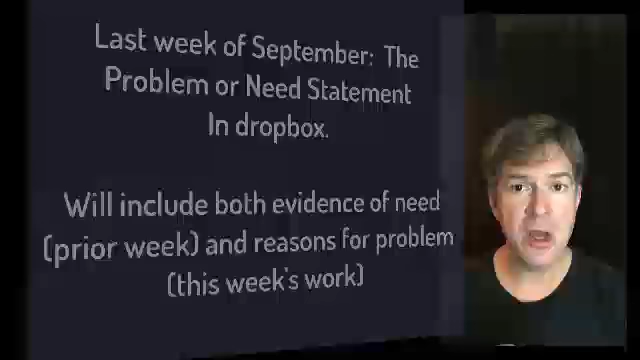 Last week of September: The
Problem or Need Statement
In dropbox.
Will include both evidence of need
(prior week) and reasons for problem
(this week's work)